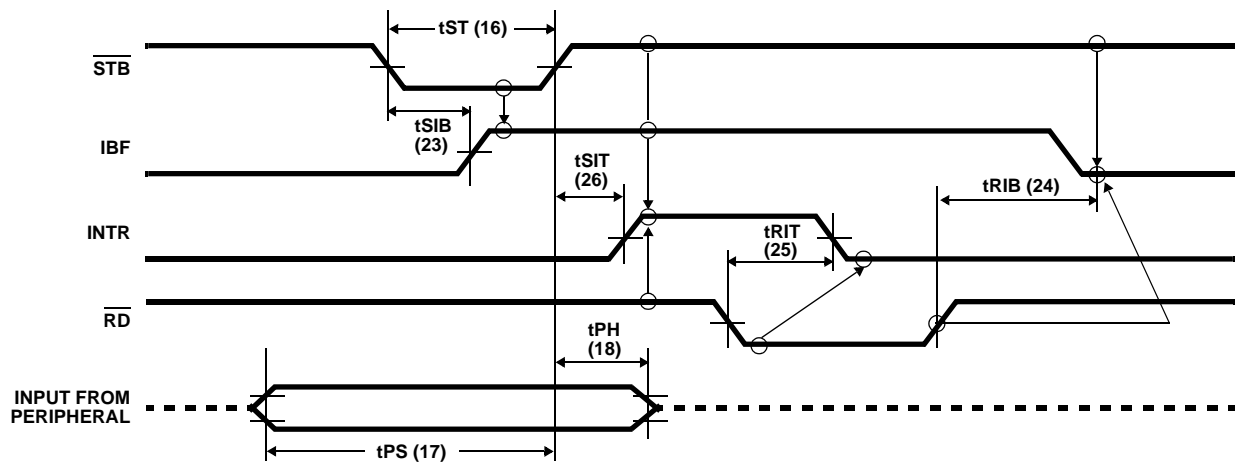 tST (16)
STB
tSIB
(23)
IBF
tSIT
(26)
tRIB (24)
INTR
tRIT
(25)
RD
tPH
(18)
INPUT FROM
PERIPHERAL
tPS (17)